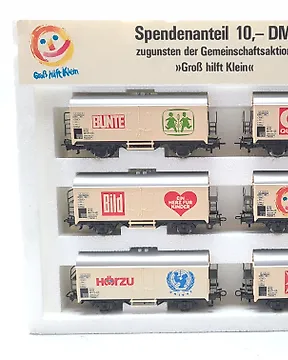 Spendenanteil 10,– DM
zugunsten der Gemeinschaftsaktion
»Groß hilft Klein«
Groß hilft Klein
BUNTE
Bild
EIN
HERZ FÜR
KINDER
HÖRZU
unicef